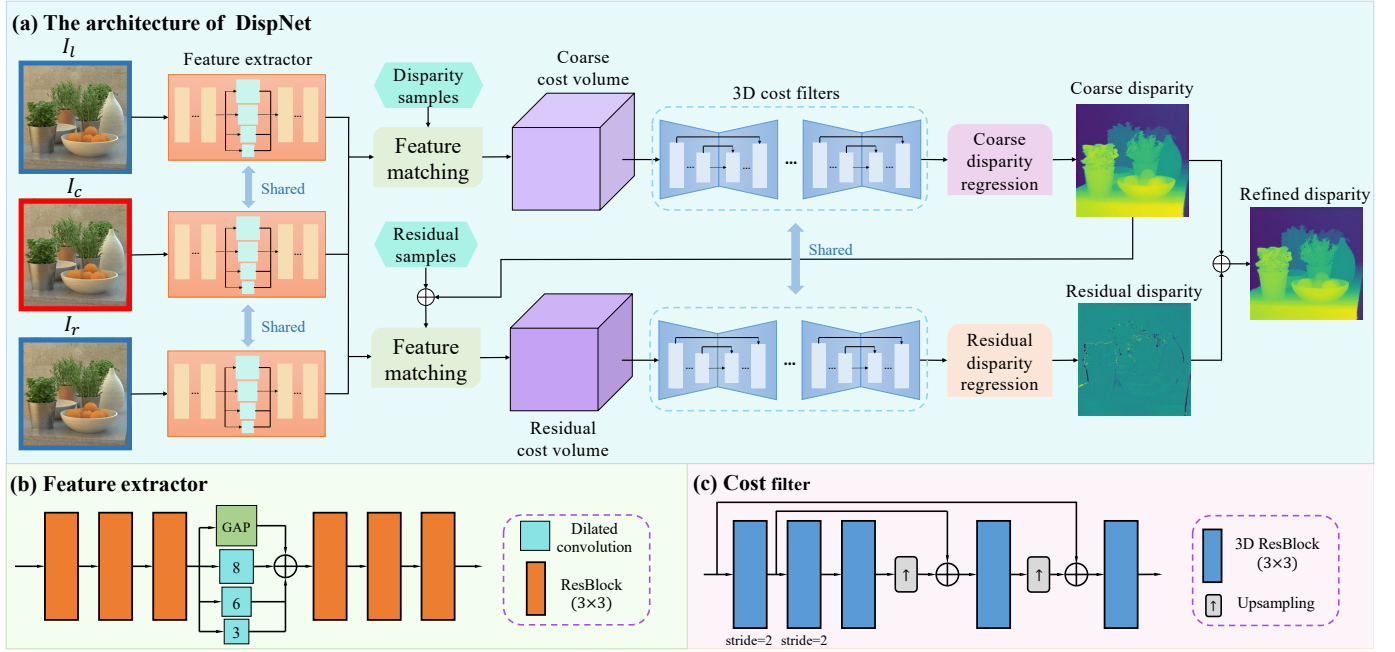 (a) The architecture of DispNet
I_l
Feature extractor
Disparity
samples
Coarse
cost volume
3D cost filters
Coarse disparity
...
...
Feature
matching
...
...
...
...
...
Coarse
disparity
regression
Shared
I_c
Refined disparity
...
...
Residual
samples
Shared
Shared
Residual disparity
I_r
Feature
matching
...
...
...
...
...
Residual
disparity
regression
...
...
Residual
cost volume
(b) Feature extractor
GAP
8
6
3
Dilated
convolution
ResBlock
(3×3)
(c) Cost filter
↑
↑
stride=2
stride=2
3D ResBlock
(3×3)
↑
Upsampling